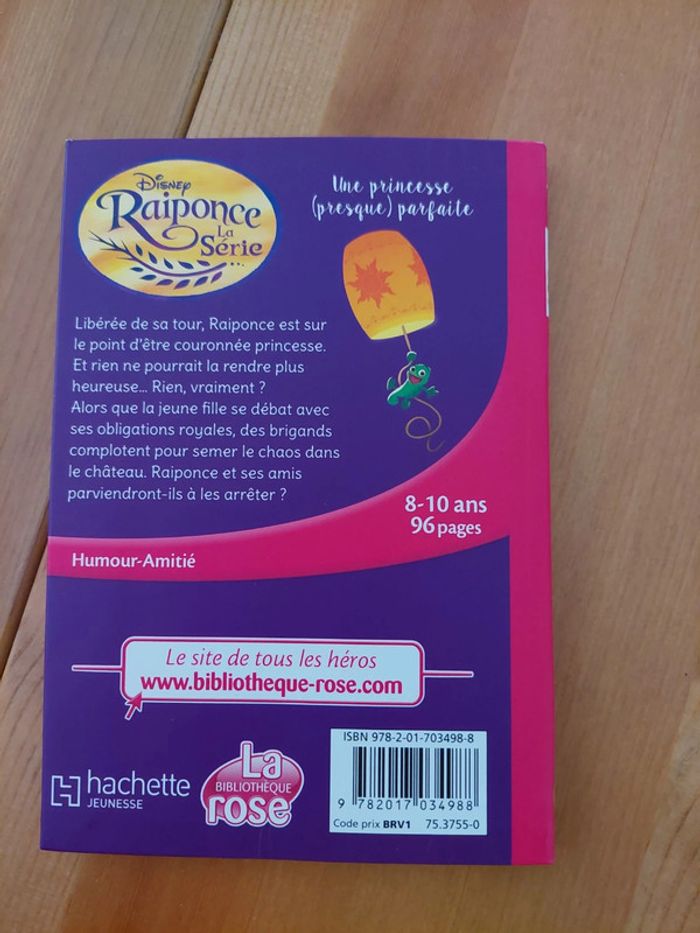 Disney
Raiponce
La
Série
Une princesse
(presque) parfaite
Libérée de sa tour, Raiponce est sur
le point d'être couronnée princesse.
Et rien ne pourrait la rendre plus
heureuse... Rien, vraiment ?
Alors que la jeune fille se débat avec
ses obligations royales, des brigands
complotent pour semer le chaos dans
le château. Raiponce et ses amis
parviendront-ils à les arrêter ?
8-10 ans
96 pages
Humour-Amitié
Le site de tous les héros
www.bibliotheque-rose.com
hachette
JEUNESSE
La
BIBLIOTHÈQUE
rose
ISBN 978-2-01-703498-8
9 782017 034988
Code prix BRV1 75.3755-0